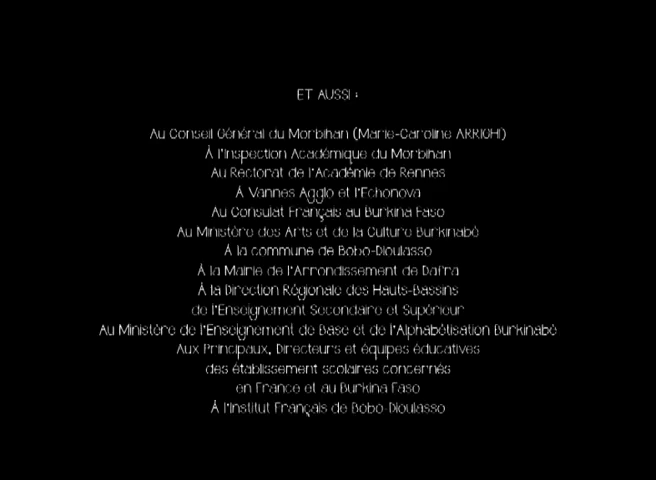 ET AUSSI :
Au Conseil Général du Morbihan (Marie-Caroline ARRIGHI)
À l'Inspection Académique du Morbihan
Au Rectorat de l'Académie de Rennes
À Vannes Agglo et l'Echonova
Au Consulat Français au Burkina Faso
Au Ministère des Arts et de la Culture Burkinabè
À la commune de Bobo-Dioulasso
À la Mairie de l'Arrondissement de Dafra
À la Direction Régionale des Hauts-Bassins
de l'Enseignement Secondaire et Supérieur
Au Ministère de l'Enseignement de Base et de l'Alphabétisation Burkinabè
Aux Principaux, Directeurs et équipes éducatives
des établissement scolaires concernés
en France et au Burkina Faso
À l'Institut Français de Bobo-Dioulasso